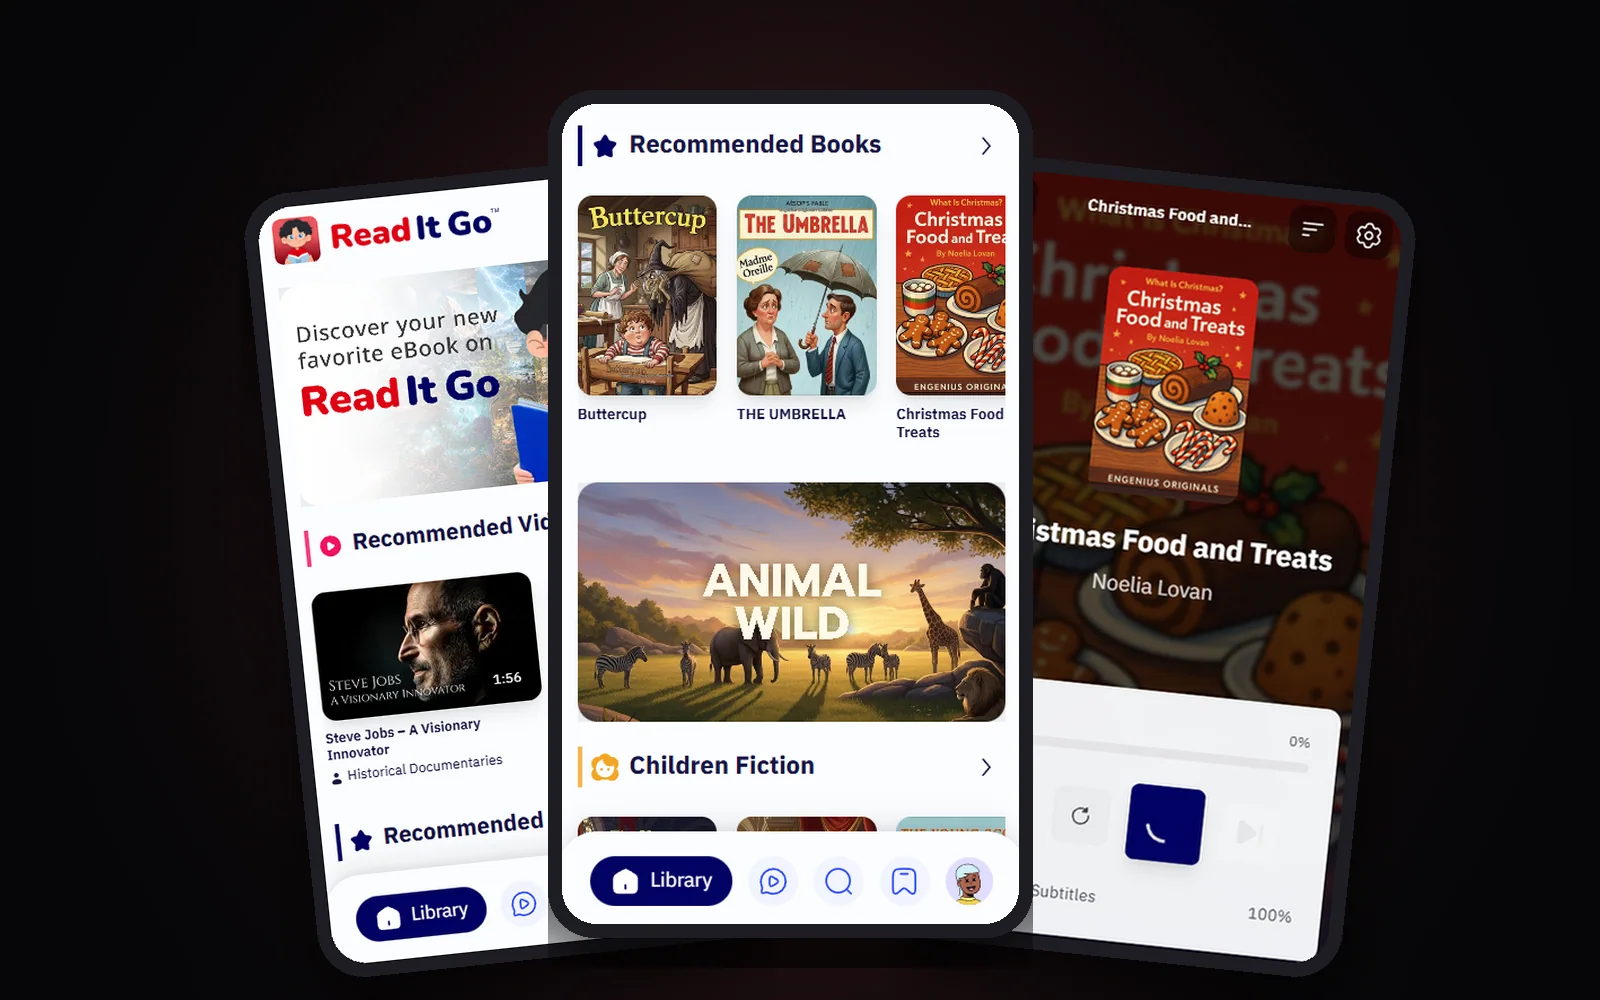 Read It Go™
Discover your new
favorite eBook on
Read It Go
Recommended Vid
STEVE JOBS
A VISIONARY INNOVATOR
1:56
Steve Jobs – A Visionary
Innovator
Historical Documentaries
Recommended
Library
Recommended Books
Buttercup
AESOP'S FABLE
THE UMBRELLA
Madme
Oreille
What Is Christmas?
Christmas
Food and Trea
By Noelia Lovan
ENGENIUS ORIGINA
Buttercup
THE UMBRELLA
Christmas Food
Treats
ANIMAL
WILD
Children Fiction
Library
Christmas Food and...
What Is Christmas?
Christmas
Food and Treats
By Noelia Lovan
ENGENIUS ORIGINALS
istmas Food and Treats
Noelia Lovan
0%
Subtitles
100%